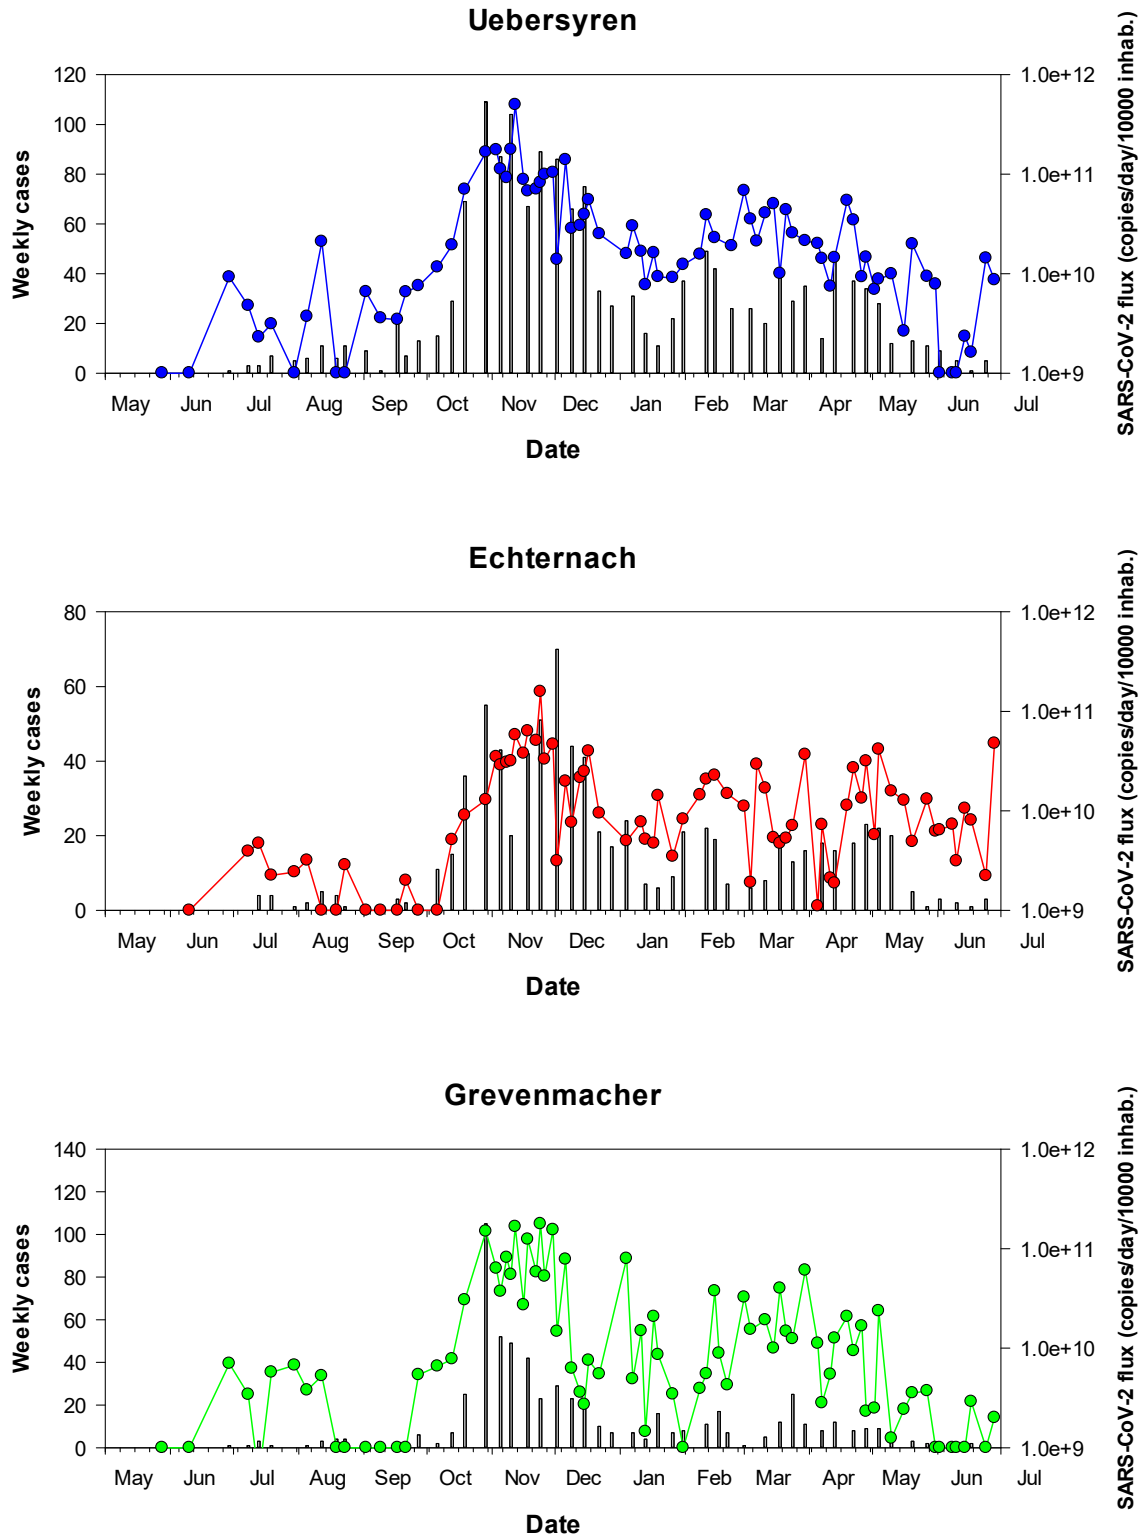 Uebersyren
120
100
80
60
40
20
0
Weekly cases
1.0e+12
1.0e+11
1.0e+10
1.0e+9
SARS-CoV-2 flux (copies/day/10000 inhab.)
May Jun Jul Aug Sep Oct Nov Dec Jan Feb Mar Apr May Jun Jul
Date
Echternach
80
60
40
20
0
Weekly cases
1.0e+12
1.0e+11
1.0e+10
1.0e+9
SARS-CoV-2 flux (copies/day/10000 inhab.)
May Jun Jul Aug Sep Oct Nov Dec Jan Feb Mar Apr May Jun Jul
Date
Grevenmacher
140
120
100
80
60
40
20
0
Weekly cases
1.0e+12
1.0e+11
1.0e+10
1.0e+9
SARS-CoV-2 flux (copies/day/10000 inhab.)
May Jun Jul Aug Sep Oct Nov Dec Jan Feb Mar Apr May Jun Jul
Date